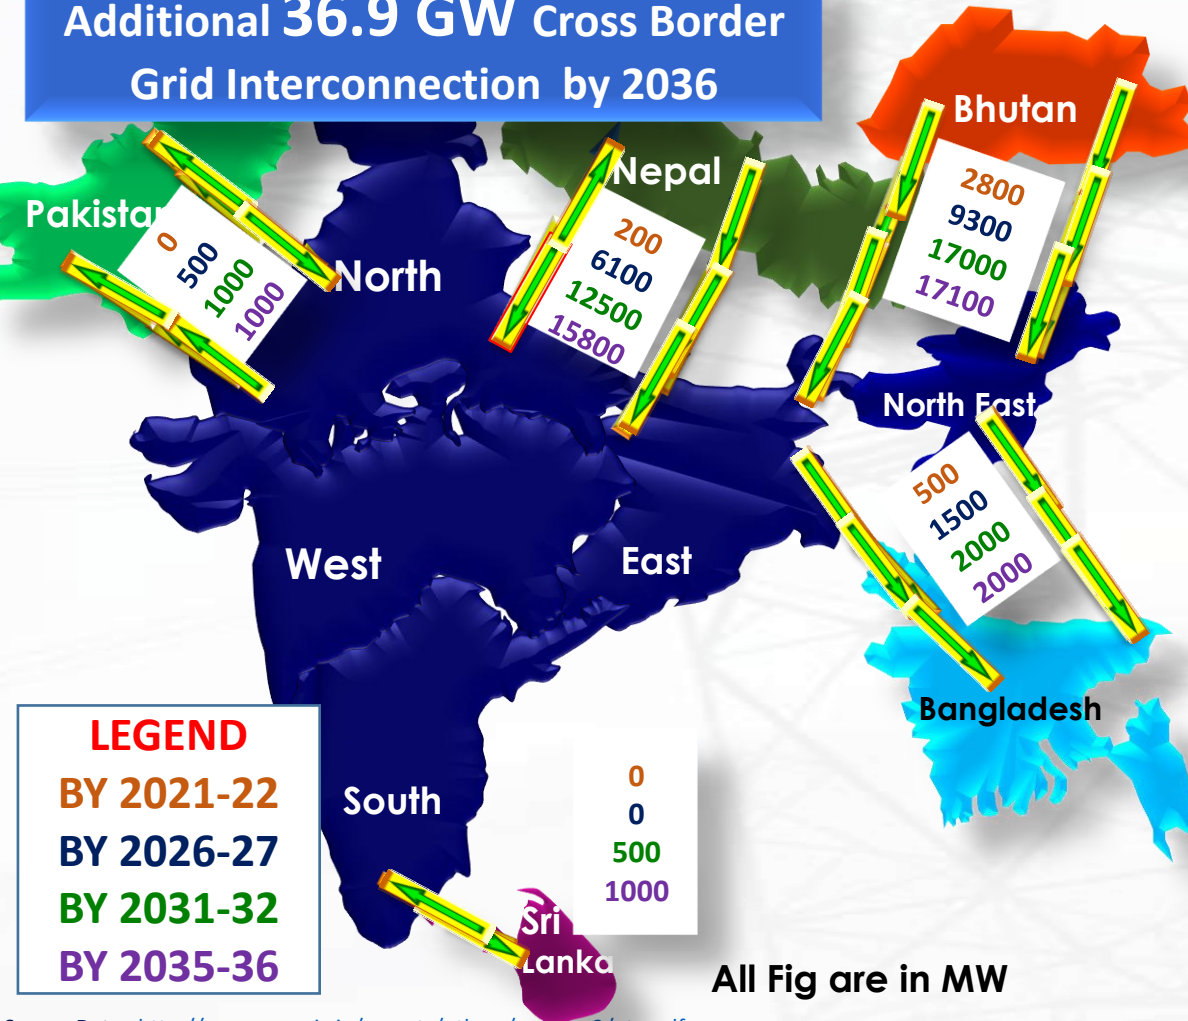 Additional 36.9 GW Cross Border
Grid Interconnection by 2036
Bhutan
2800
9300
17000
17100
Nepal
200
6100
12500
15800
0
500
1000
1000
North
North East
500
1500
2000
2000
West
East
Bangladesh
LEGEND
BY 2021-22
BY 2026-27
BY 2031-32
BY 2035-36
South
0
0
500
1000
Sri
Lanka
All Fig are in MW